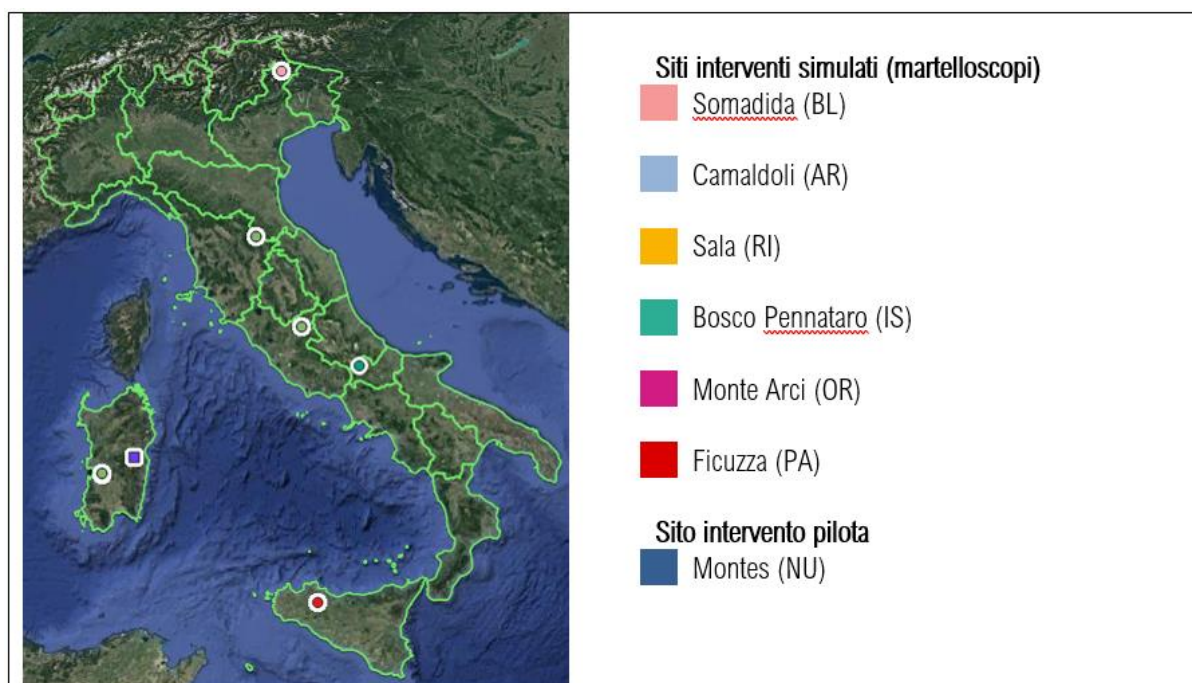 Siti interventi simulati (martelloscopi)
Somadida (BL)
Camaldoli (AR)
Sala (RI)
Bosco Pennataro (IS)
Monte Arci (OR)
Ficuzza (PA)
Sito intervento pilota
Montes (NU)